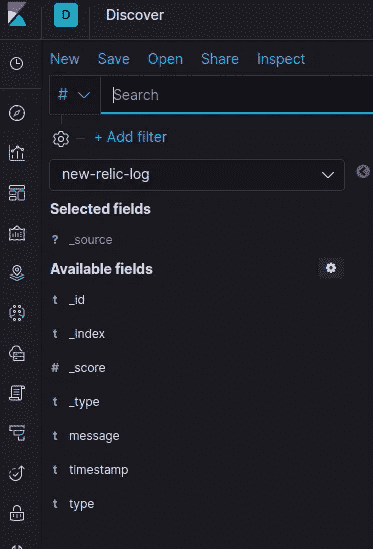 D Discover
New Save Open Share Inspect
# Search
+ Add filter
new-relic-log
Selected fields
? _source
Available fields
t _id
t _index
# _score
t _type
t message
t timestamp
t type